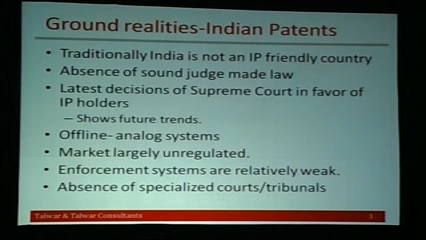 Ground realities-Indian Patents
• Traditionally India is not an IP friendly country
• Absence of sound judge made law
• Latest decisions of Supreme Court in favor of
IP holders
– Shows future trends.
• Offline- analog systems
• Market largely unregulated.
• Enforcement systems are relatively weak.
• Absence of specialized courts/tribunals
Talwar & Talwar Consultants
3